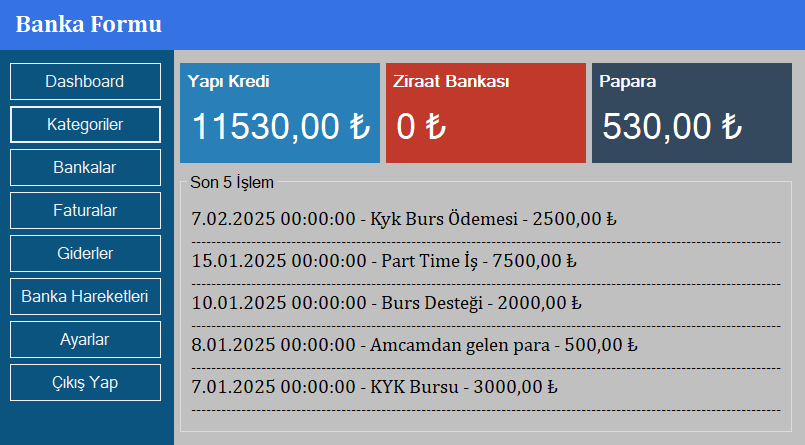 Banka Formu
Dashboard
Kategoriler
Bankalar
Faturalar
Giderler
Banka Hareketleri
Ayarlar
Çıkış Yap
Yapı Kredi
11530,00 ₺
Ziraat Bankası
0 ₺
Papara
530,00 ₺
Son 5 İşlem
7.02.2025 00:00:00 - Kyk Burs Ödemesi - 2500,00 ₺
15.01.2025 00:00:00 - Part Time İş - 7500,00 ₺
10.01.2025 00:00:00 - Burs Desteği - 2000,00 ₺
8.01.2025 00:00:00 - Amcamdan gelen para - 500,00 ₺
7.01.2025 00:00:00 - KYK Bursu - 3000,00 ₺